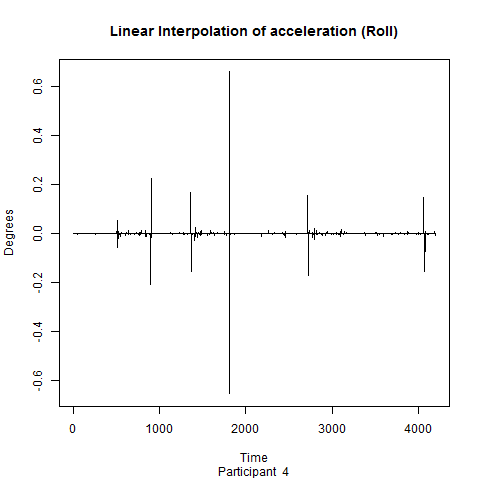 Linear Interpolation of acceleration (Roll)
0.6
0.4
0.2
0.0
-0.2
-0.4
-0.6
Degrees
0 1000 2000 3000 4000
Time
Participant 4